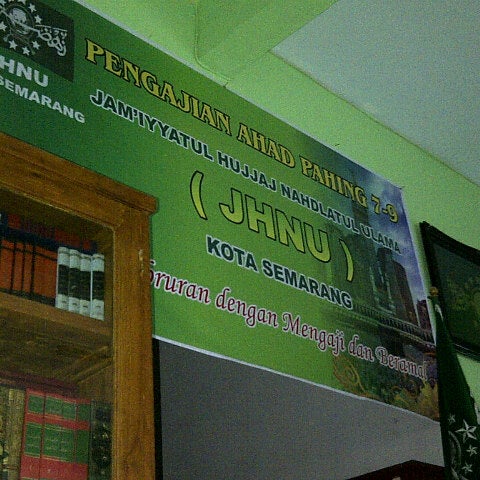 JHNU
SEMARANG
PENGAJIAN AHAD PAHING 7-9
JAM'IYYATUL HUJJAJ NAHDLATUL ULAMA
( JHNU )
KOTA SEMARANG
dengan Mengaji dan Beramal